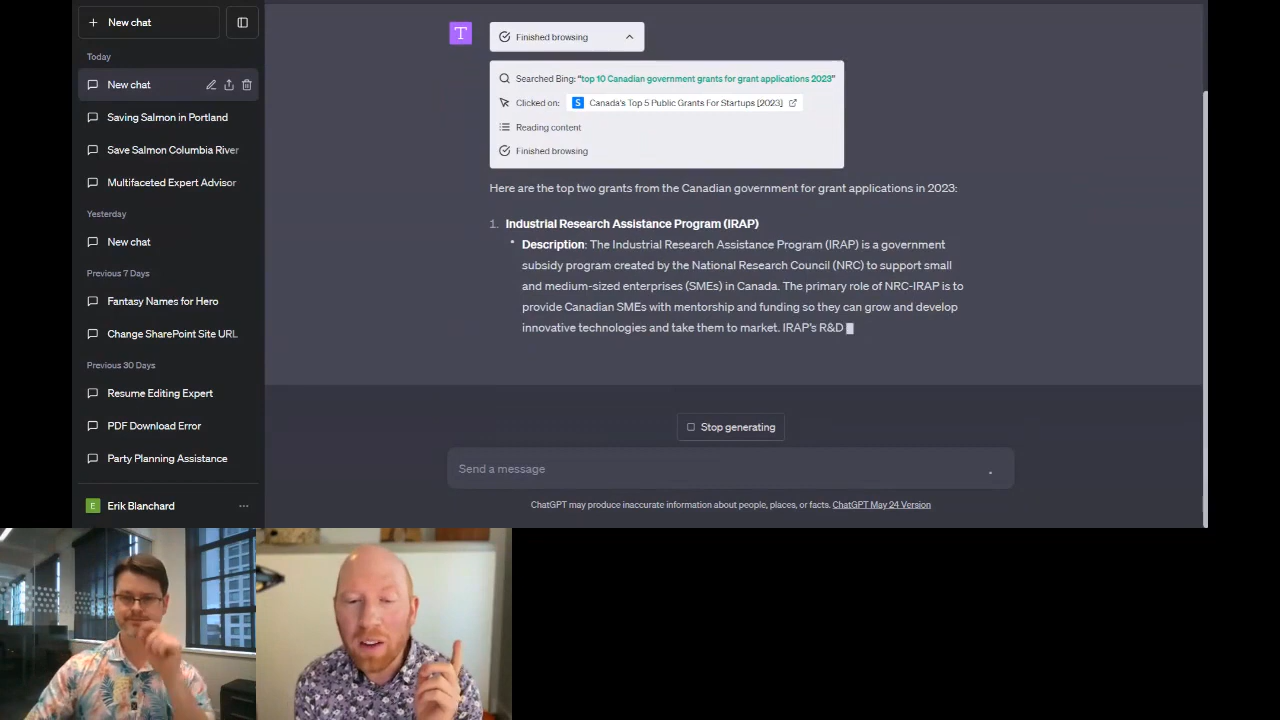 New chat
Today
New chat
Saving Salmon in Portland
Save Salmon Columbia River
Multifaceted Expert Advisor
Yesterday
New chat
Previous 7 Days
Fantasy Names for Hero
Change SharePoint Site URL
Previous 30 Days
Resume Editing Expert
PDF Download Error
Party Planning Assistance
E Erik Blanchard
T
Finished browsing
Searched Bing: “top 10 Canadian government grants for grant applications 2023”
Clicked on: S Canada's Top 5 Public Grants For Startups [2023]
Reading content
Finished browsing
Here are the top two grants from the Canadian government for grant applications in 2023:
1. Industrial Research Assistance Program (IRAP)
• Description: The Industrial Research Assistance Program (IRAP) is a government
subsidy program created by the National Research Council (NRC) to support small
and medium-sized enterprises (SMEs) in Canada. The primary role of NRC-IRAP is to
provide Canadian SMEs with mentorship and funding so they can grow and develop
innovative technologies and take them to market. IRAP's R&D
Stop generating
Send a message
ChatGPT may produce inaccurate information about people, places, or facts. ChatGPT May 24 Version